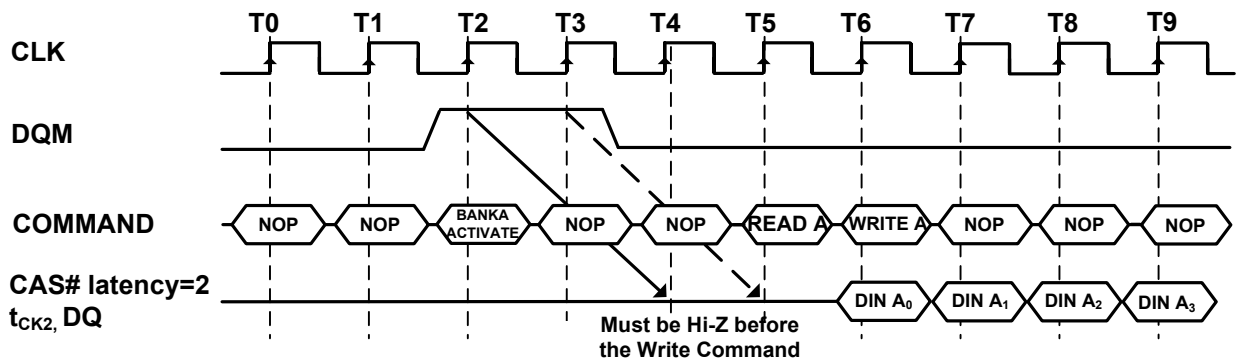 T0 T1 T2 T3 T4 T5 T6 T7 T8 T9
CLK
DQM
COMMAND NOP NOP BANKA ACTIVATE NOP NOP READ A WRITE A NOP NOP NOP
CAS# latency=2
tCK2, DQ
DIN A0 DIN A1 DIN A2 DIN A3
Must be Hi-Z before
the Write Command